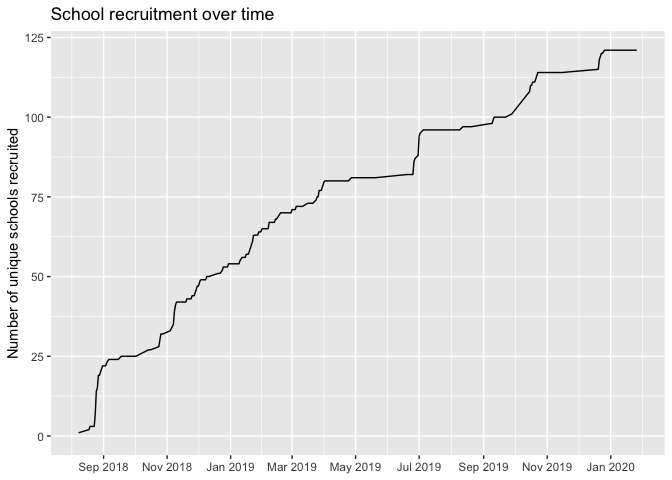 School recruitment over time
Number of unique schools recruited
125
100
75
50
25
0
Sep 2018 Nov 2018 Jan 2019 Mar 2019 May 2019 Jul 2019 Sep 2019 Nov 2019 Jan 2020